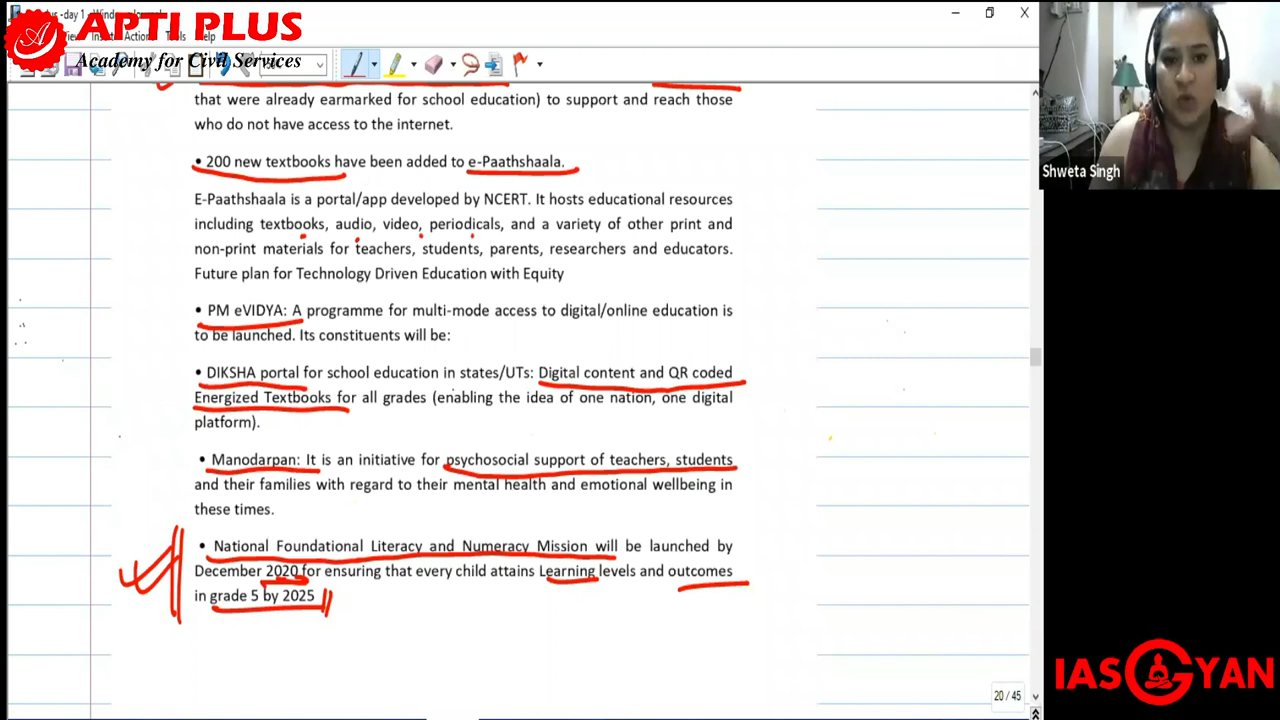 -day 1 - Windows Journal
APTI PLUS
Actions Tools Help
Academy for Civil Services
that were already earmarked for school education) to support and reach those
who do not have access to the internet.
• 200 new textbooks have been added to e-Paathshaala.
E-Paathshaala is a portal/app developed by NCERT. It hosts educational resources
including textbooks, audio, video, periodicals, and a variety of other print and
non-print materials for teachers, students, parents, researchers and educators.
Future plan for Technology Driven Education with Equity
• PM eVIDYA: A programme for multi-mode access to digital/online education is
to be launched. Its constituents will be:
• DIKSHA portal for school education in states/UTs: Digital content and QR coded
Energized Textbooks for all grades (enabling the idea of one nation, one digital
platform).
• Manodarpan: It is an initiative for psychosocial support of teachers, students
and their families with regard to their mental health and emotional wellbeing in
these times.
• National Foundational Literacy and Numeracy Mission will be launched by
December 2020 for ensuring that every child attains Learning levels and outcomes
in grade 5 by 2025
Shweta Singh
20 / 45
IAS GYAN